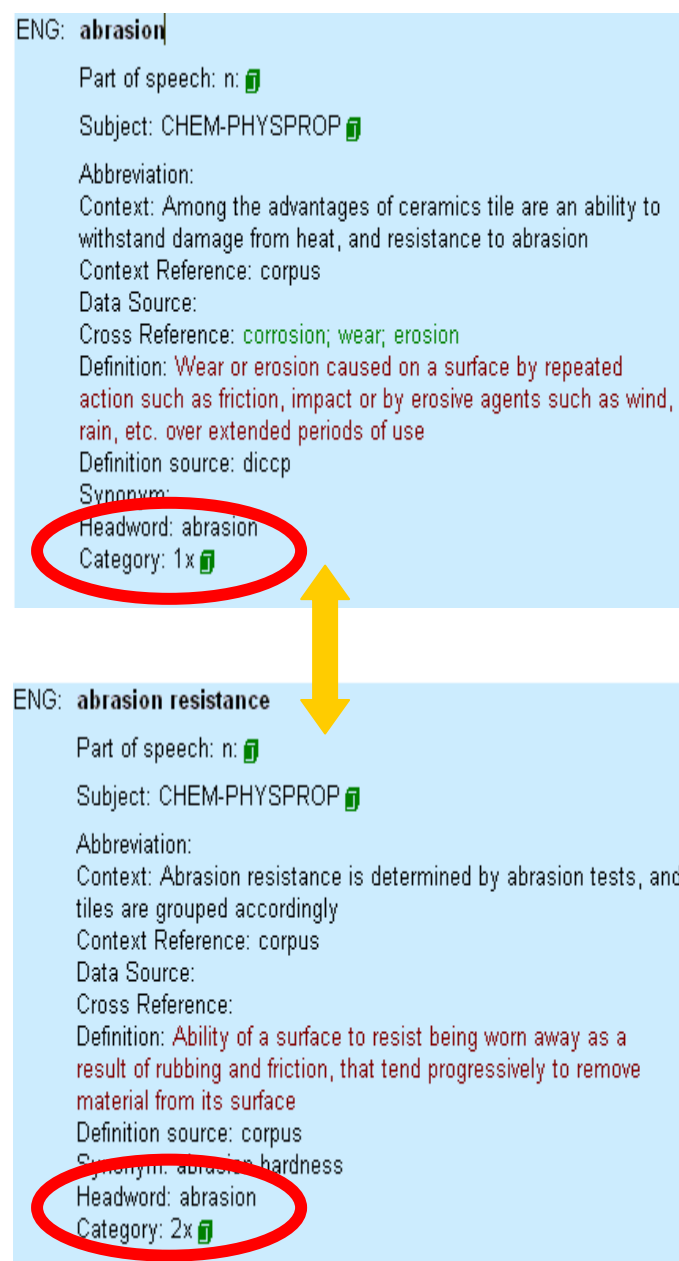 ENG: abrasion
Part of speech: n:
Subject: CHEM-PHYSPROP
Abbreviation:
Context: Among the advantages of ceramics tile are an ability to
withstand damage from heat, and resistance to abrasion
Context Reference: corpus
Data Source:
Cross Reference: corrosion; wear; erosion
Definition: Wear or erosion caused on a surface by repeated
action such as friction, impact or by erosive agents such as wind,
rain, etc. over extended periods of use
Definition source: diccp
Synonym:
Headword: abrasion
Category: 1x
ENG: abrasion resistance
Part of speech: n:
Subject: CHEM-PHYSPROP
Abbreviation:
Context: Abrasion resistance is determined by abrasion tests, and
tiles are grouped accordingly
Context Reference: corpus
Data Source:
Cross Reference:
Definition: Ability of a surface to resist being worn away as a
result of rubbing and friction, that tend progressively to remove
material from its surface
Definition source: corpus
Synonym: abrasion hardness
Headword: abrasion
Category: 2x